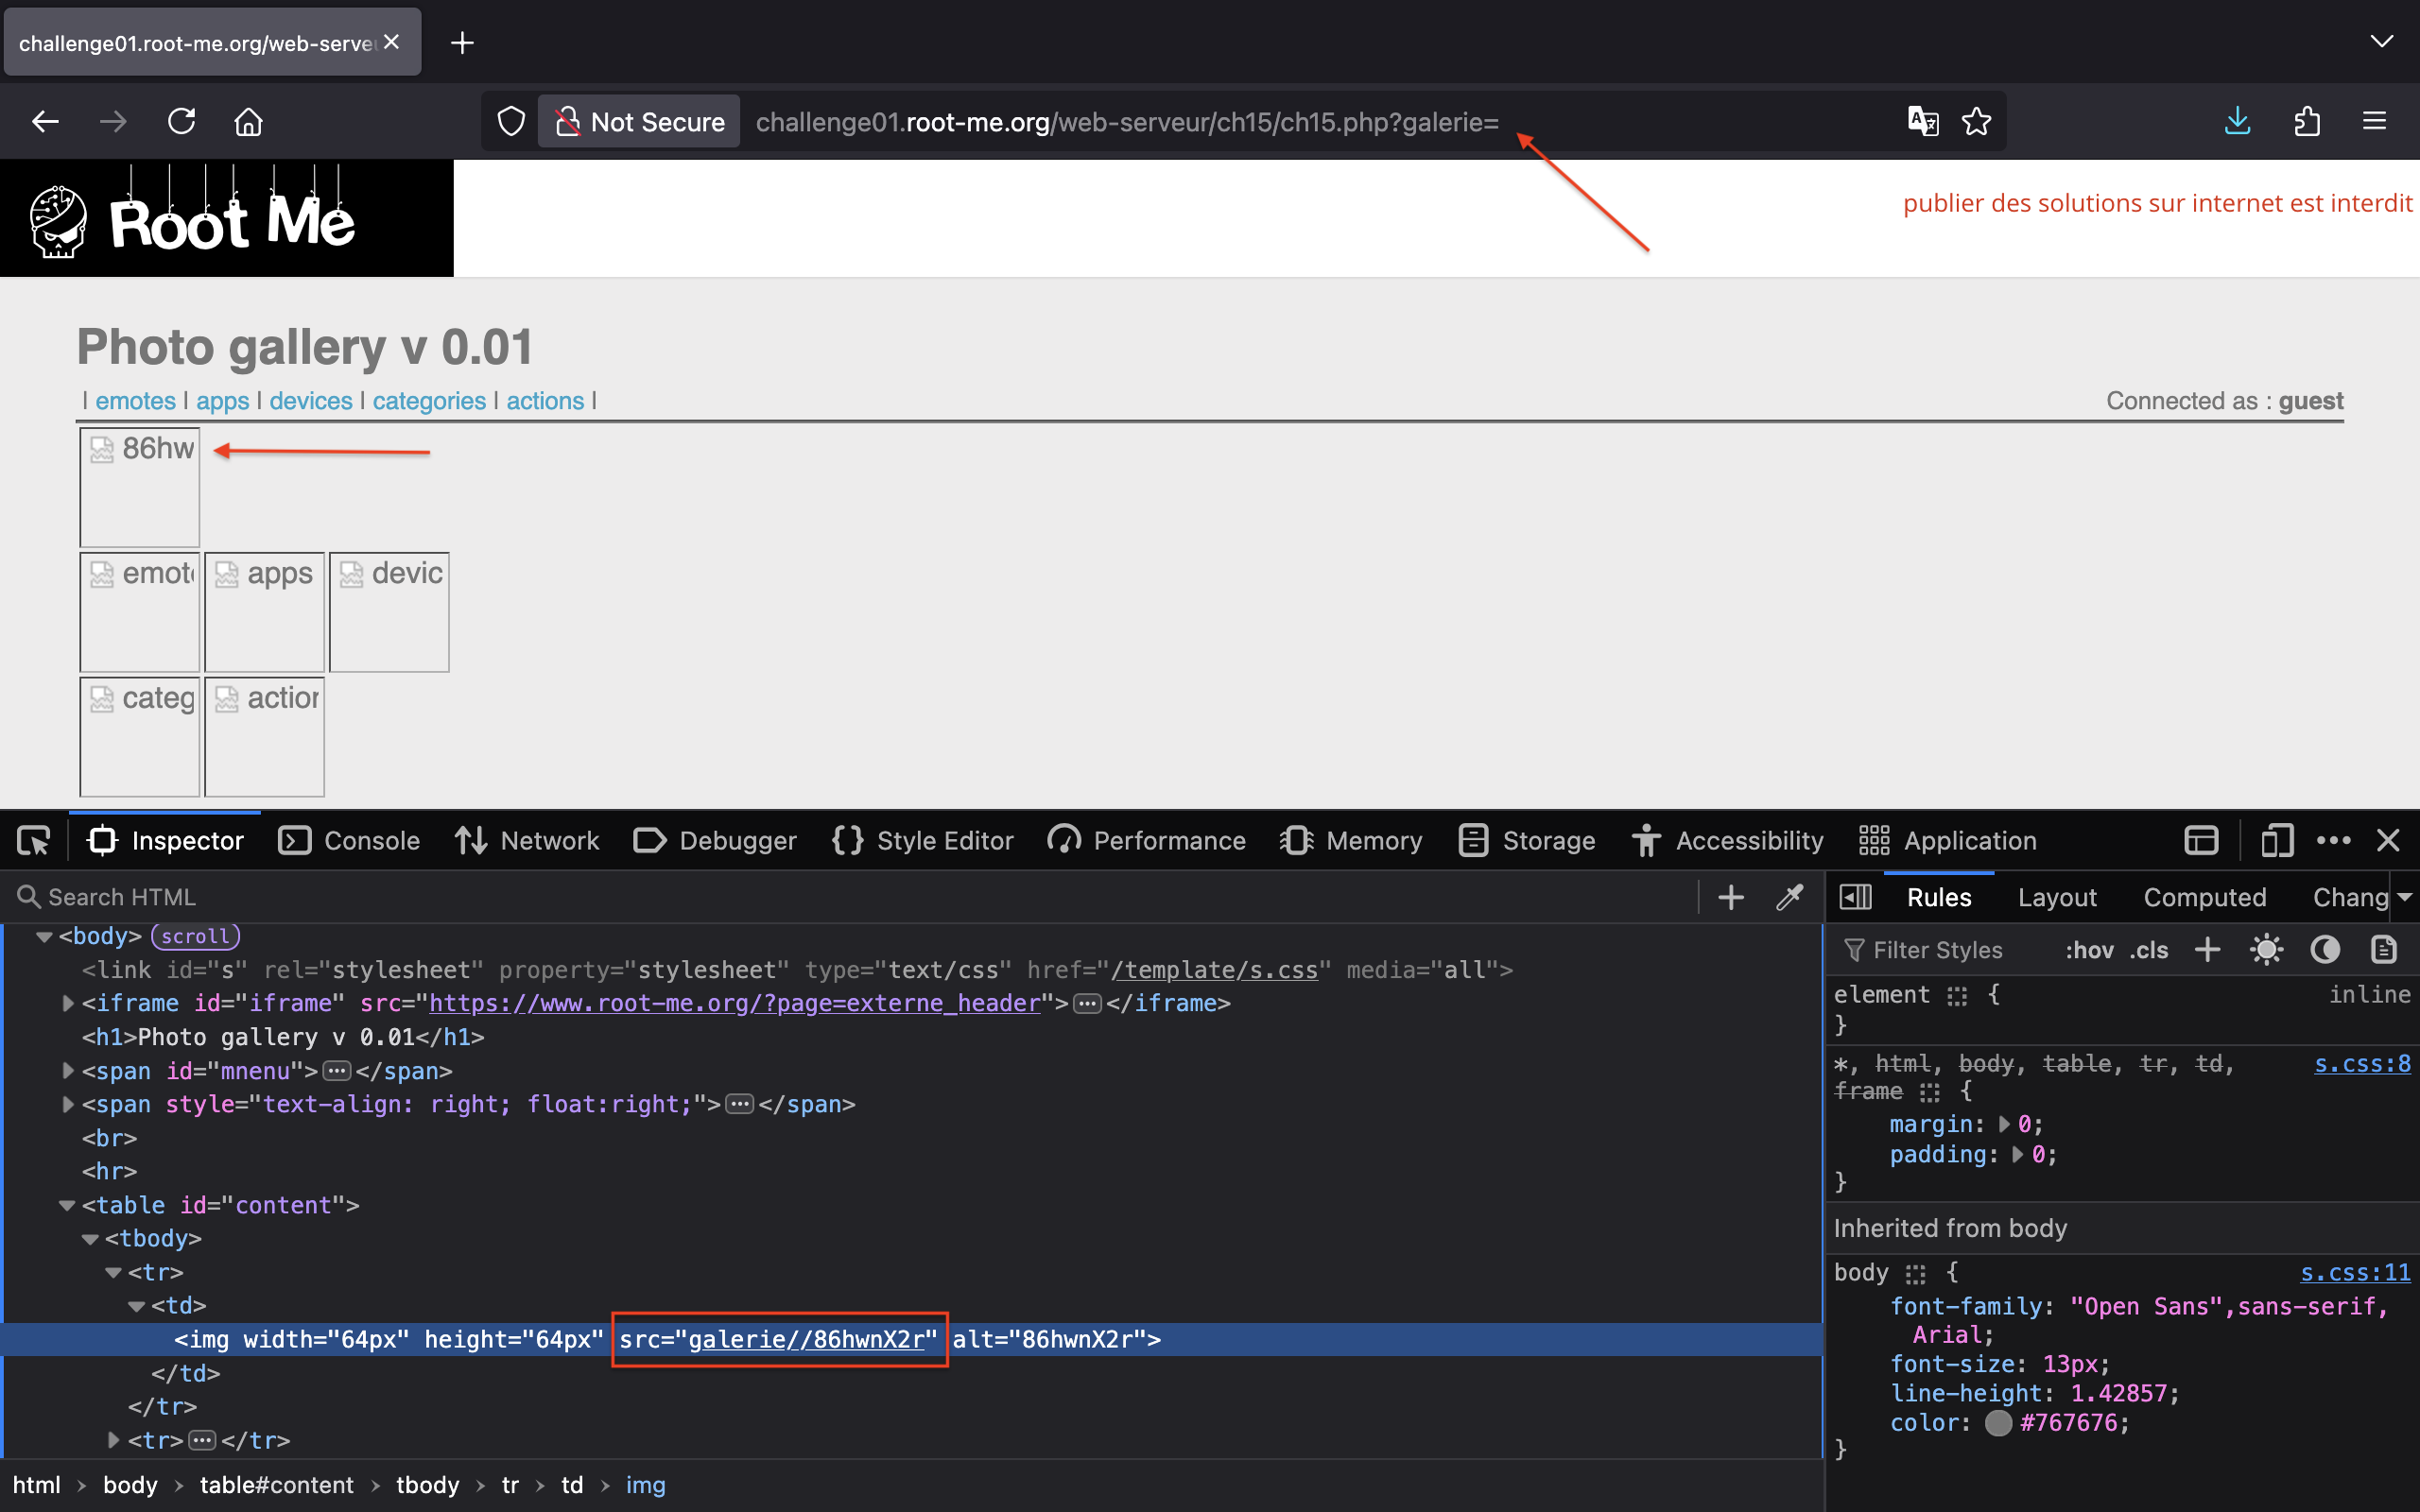 challenge01.root-me.org/web-serve
Not Secure challenge01.root-me.org/web-serveur/ch15/ch15.php?galerie=
Root Me
publier des solutions sur internet est interdit
Photo gallery v 0.01
| emotes | apps | devices | categories | actions |
Connected as : guest
86hw
emot apps devic
categ action
Inspector Console Network Debugger Style Editor Performance Memory Storage Accessibility Application
Search HTML
<body> scroll
<link id="s" rel="stylesheet" property="stylesheet" type="text/css" href="/template/s.css" media="all">
<iframe id="iframe" src="https://www.root-me.org/?page=externe_header">…</iframe>
<h1>Photo gallery v 0.01</h1>
<span id="mnenu">…</span>
<span style="text-align: right; float:right;">…</span>
<br>
<hr>
<table id="content">
<tbody>
<tr>
<td>
<img width="64px" height="64px" src="galerie//86hwnX2r" alt="86hwnX2r">
</td>
</tr>
<tr>…</tr>
html › body › table#content › tbody › tr › td › img
Rules Layout Computed Chang
Filter Styles :hov .cls
element { inline
}
*, html, body, table, tr, td, s.css:8
frame {
margin: 0;
padding: 0;
}
Inherited from body
body { s.css:11
font-family: "Open Sans",sans-serif,
Arial;
font-size: 13px;
line-height: 1.42857;
color: #767676;
}